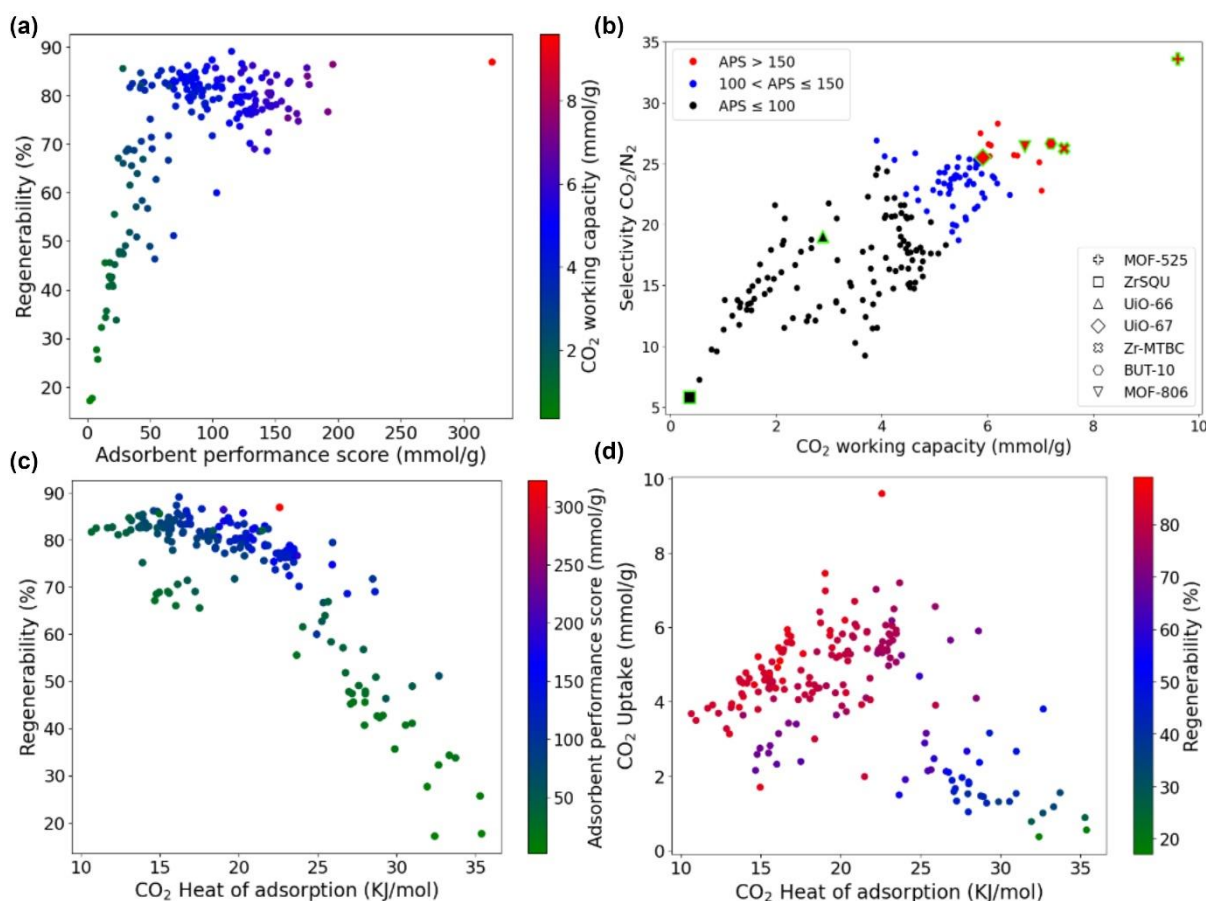 (a)
90
80
70
60
50
40
30
20
Regenerability (%)
0
50
100
150
200
250
300
Adsorbent performance score (mmol/g)
8
6
4
2
CO₂ working capacity (mmol/g)
(b)
35
30
25
20
15
10
5
Selectivity CO₂/N₂
APS > 150
100 < APS ≤ 150
APS ≤ 100
MOF-525
ZrSQU
UiO-66
UiO-67
Zr-MTBC
BUT-10
MOF-806
0
2
4
6
8
10
CO₂ working capacity (mmol/g)
(c)
90
80
70
60
50
40
30
20
Regenerability (%)
10
15
20
25
30
35
CO₂ Heat of adsorption (KJ/mol)
300
250
200
150
100
50
Adsorbent performance score (mmol/g)
(d)
10
8
6
4
2
0
CO₂ Uptake (mmol/g)
10
15
20
25
30
35
CO₂ Heat of adsorption (KJ/mol)
80
70
60
50
40
30
20
Regenerability (%)